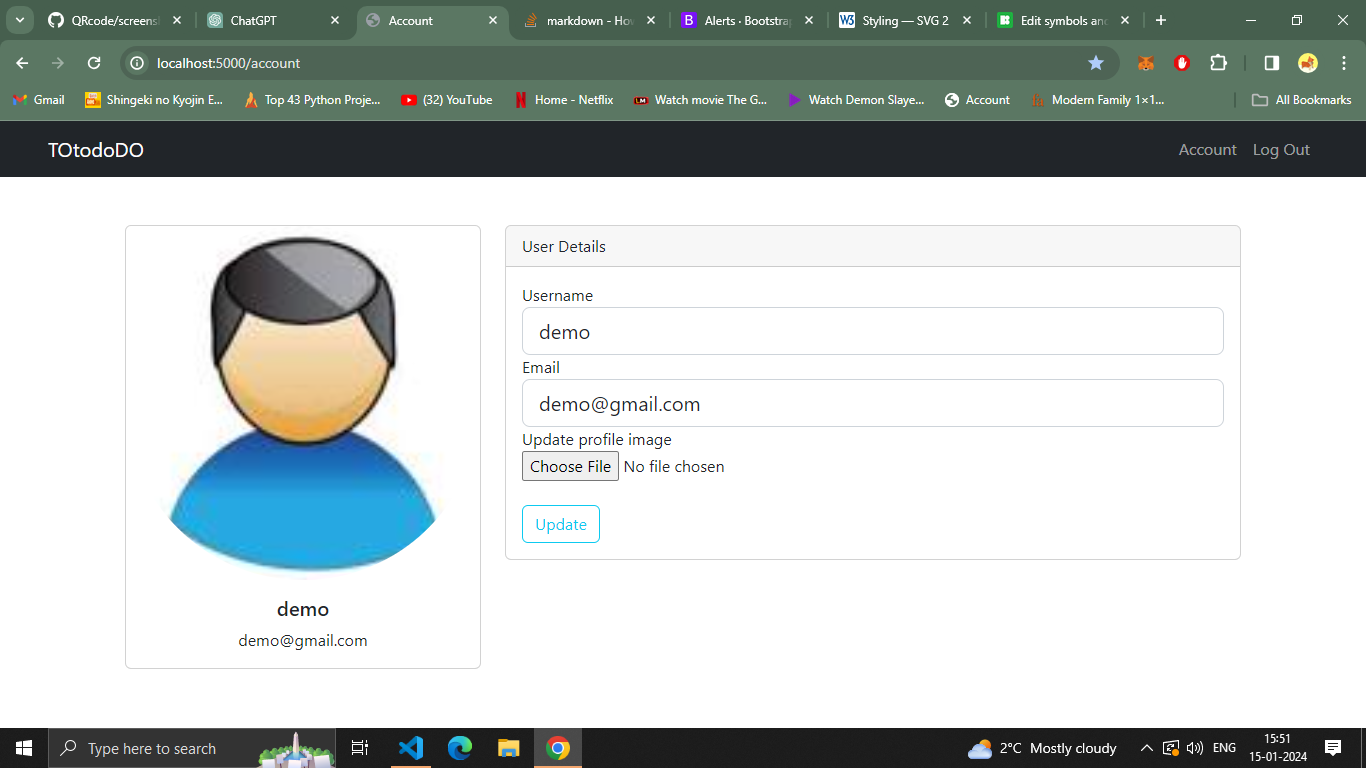 QRcode/screens
ChatGPT
Account
markdown - Hov
Alerts · Bootstrap
Styling — SVG 2
Edit symbols and
localhost:5000/account
Gmail
Shingeki no Kyojin E...
Top 43 Python Proje...
(32) YouTube
Home - Netflix
Watch movie The G...
Watch Demon Slaye...
Account
Modern Family 1×1...
All Bookmarks
TOtodoDO
Account
Log Out
demo
demo@gmail.com
User Details
Username
demo
Email
demo@gmail.com
Update profile image
Choose File No file chosen
Update
Type here to search
2°C Mostly cloudy
ENG
15:51
15-01-2024